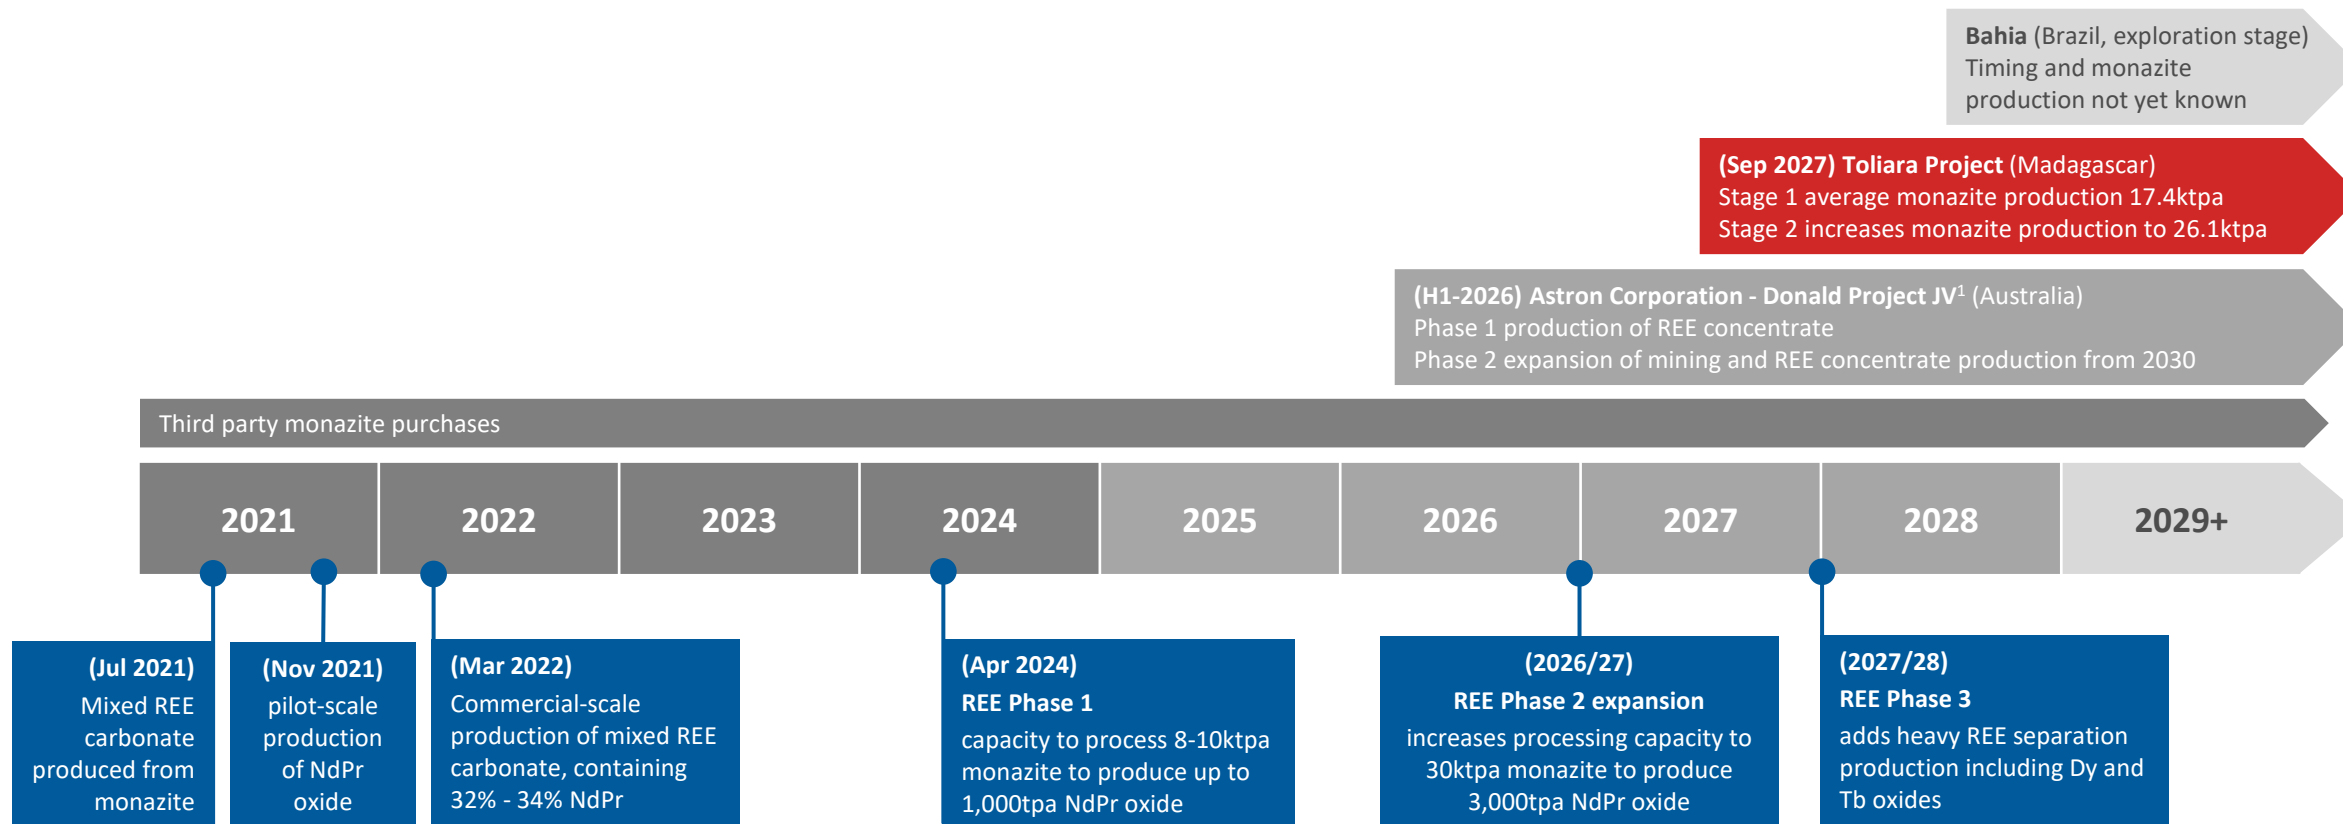 Bahia (Brazil, exploration stage)
Timing and monazite
production not yet known
(Sep 2027) Toliara Project (Madagascar)
Stage 1 average monazite production 17.4ktpa
Stage 2 increases monazite production to 26.1ktpa
(H1-2026) Astron Corporation - Donald Project JV¹ (Australia)
Phase 1 production of REE concentrate
Phase 2 expansion of mining and REE concentrate production from 2030
Third party monazite purchases
2021 2022 2023 2024 2025 2026 2027 2028 2029+
(Jul 2021)
Mixed REE
carbonate
produced from
monazite
(Nov 2021)
pilot-scale
production
of NdPr
oxide
(Mar 2022)
Commercial-scale
production of mixed REE
carbonate, containing
32% - 34% NdPr
(Apr 2024)
REE Phase 1
capacity to process 8-10ktpa
monazite to produce up to
1,000tpa NdPr oxide
(2026/27)
REE Phase 2 expansion
increases processing capacity to
30ktpa monazite to produce
3,000tpa NdPr oxide
(2027/28)
REE Phase 3
adds heavy REE separation
production including Dy and
Tb oxides